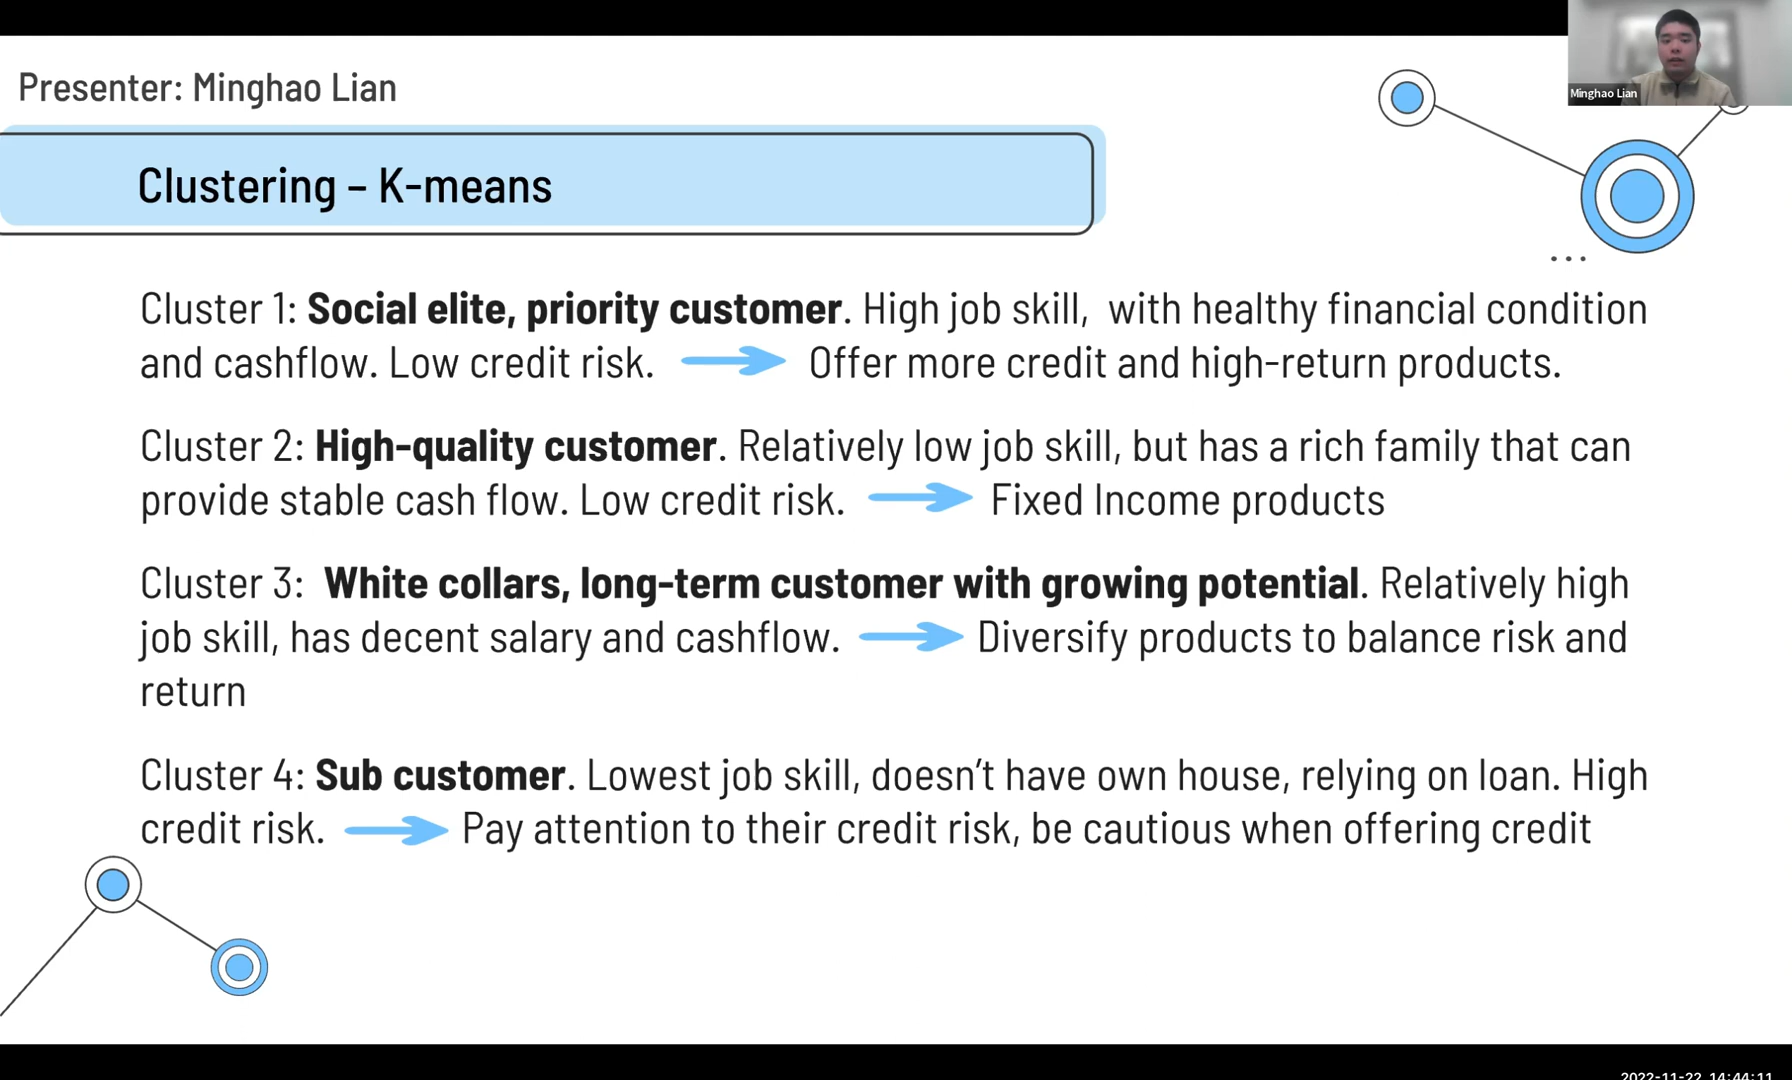 Presenter: Minghao Lian
Minghao Lian
Clustering – K-means
...
Cluster 1: Social elite, priority customer. High job skill,  with healthy financial condition
and cashflow. Low credit risk. Offer more credit and high-return products.
Cluster 2: High-quality customer. Relatively low job skill, but has a rich family that can
provide stable cash flow. Low credit risk. Fixed Income products
Cluster 3:  White collars, long-term customer with growing potential. Relatively high
job skill, has decent salary and cashflow. Diversify products to balance risk and
return
Cluster 4: Sub customer. Lowest job skill, doesn’t have own house, relying on loan. High
credit risk. Pay attention to their credit risk, be cautious when offering credit
2022-11-22 14:44:11